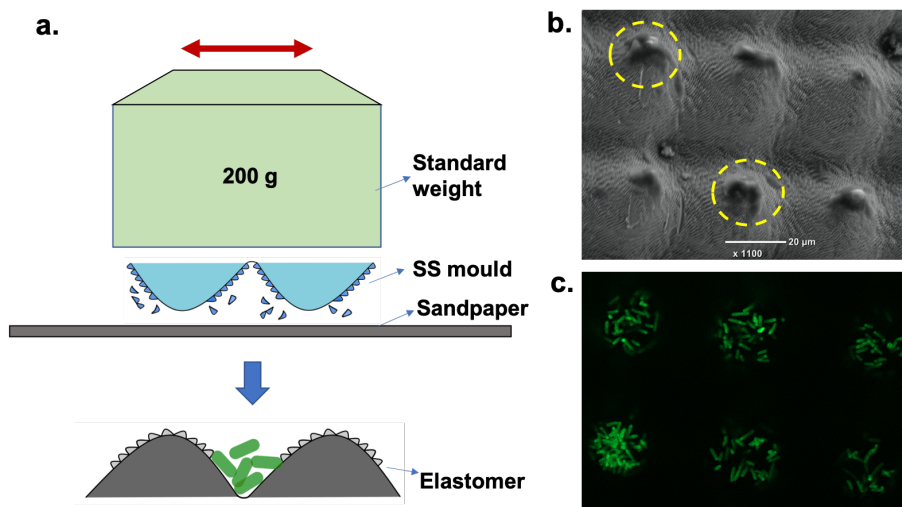 a.
200 g
Standard
weight
SS mould
Sandpaper
Elastomer
b.
20 µm
x 1100
c.